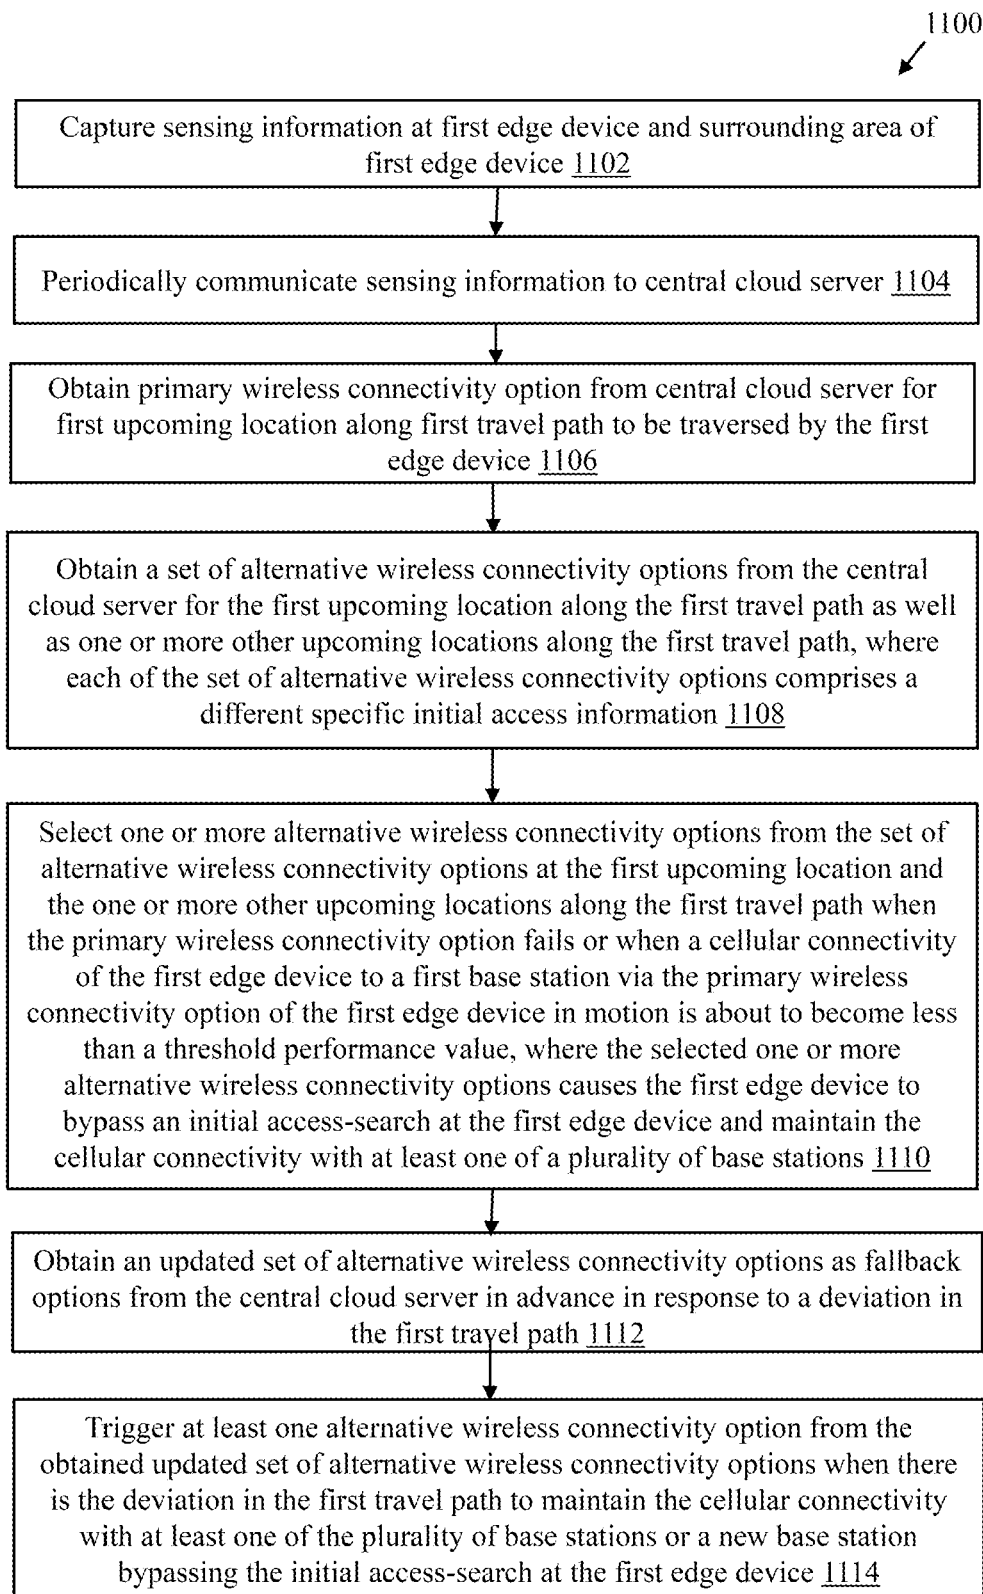 1100
Capture sensing information at first edge device and surrounding area of
first edge device 1102
Periodically communicate sensing information to central cloud server 1104
Obtain primary wireless connectivity option from central cloud server for
first upcoming location along first travel path to be traversed by the first
edge device 1106
Obtain a set of alternative wireless connectivity options from the central
cloud server for the first upcoming location along the first travel path as well
as one or more other upcoming locations along the first travel path, where
each of the set of alternative wireless connectivity options comprises a
different specific initial access information 1108
Select one or more alternative wireless connectivity options from the set of
alternative wireless connectivity options at the first upcoming location and
the one or more other upcoming locations along the first travel path when
the primary wireless connectivity option fails or when a cellular connectivity
of the first edge device to a first base station via the primary wireless
connectivity option of the first edge device in motion is about to become less
than a threshold performance value, where the selected one or more
alternative wireless connectivity options causes the first edge device to
bypass an initial access-search at the first edge device and maintain the
cellular connectivity with at least one of a plurality of base stations 1110
Obtain an updated set of alternative wireless connectivity options as fallback
options from the central cloud server in advance in response to a deviation in
the first travel path 1112
Trigger at least one alternative wireless connectivity option from the
obtained updated set of alternative wireless connectivity options when there
is the deviation in the first travel path to maintain the cellular connectivity
with at least one of the plurality of base stations or a new base station
bypassing the initial access-search at the first edge device 1114